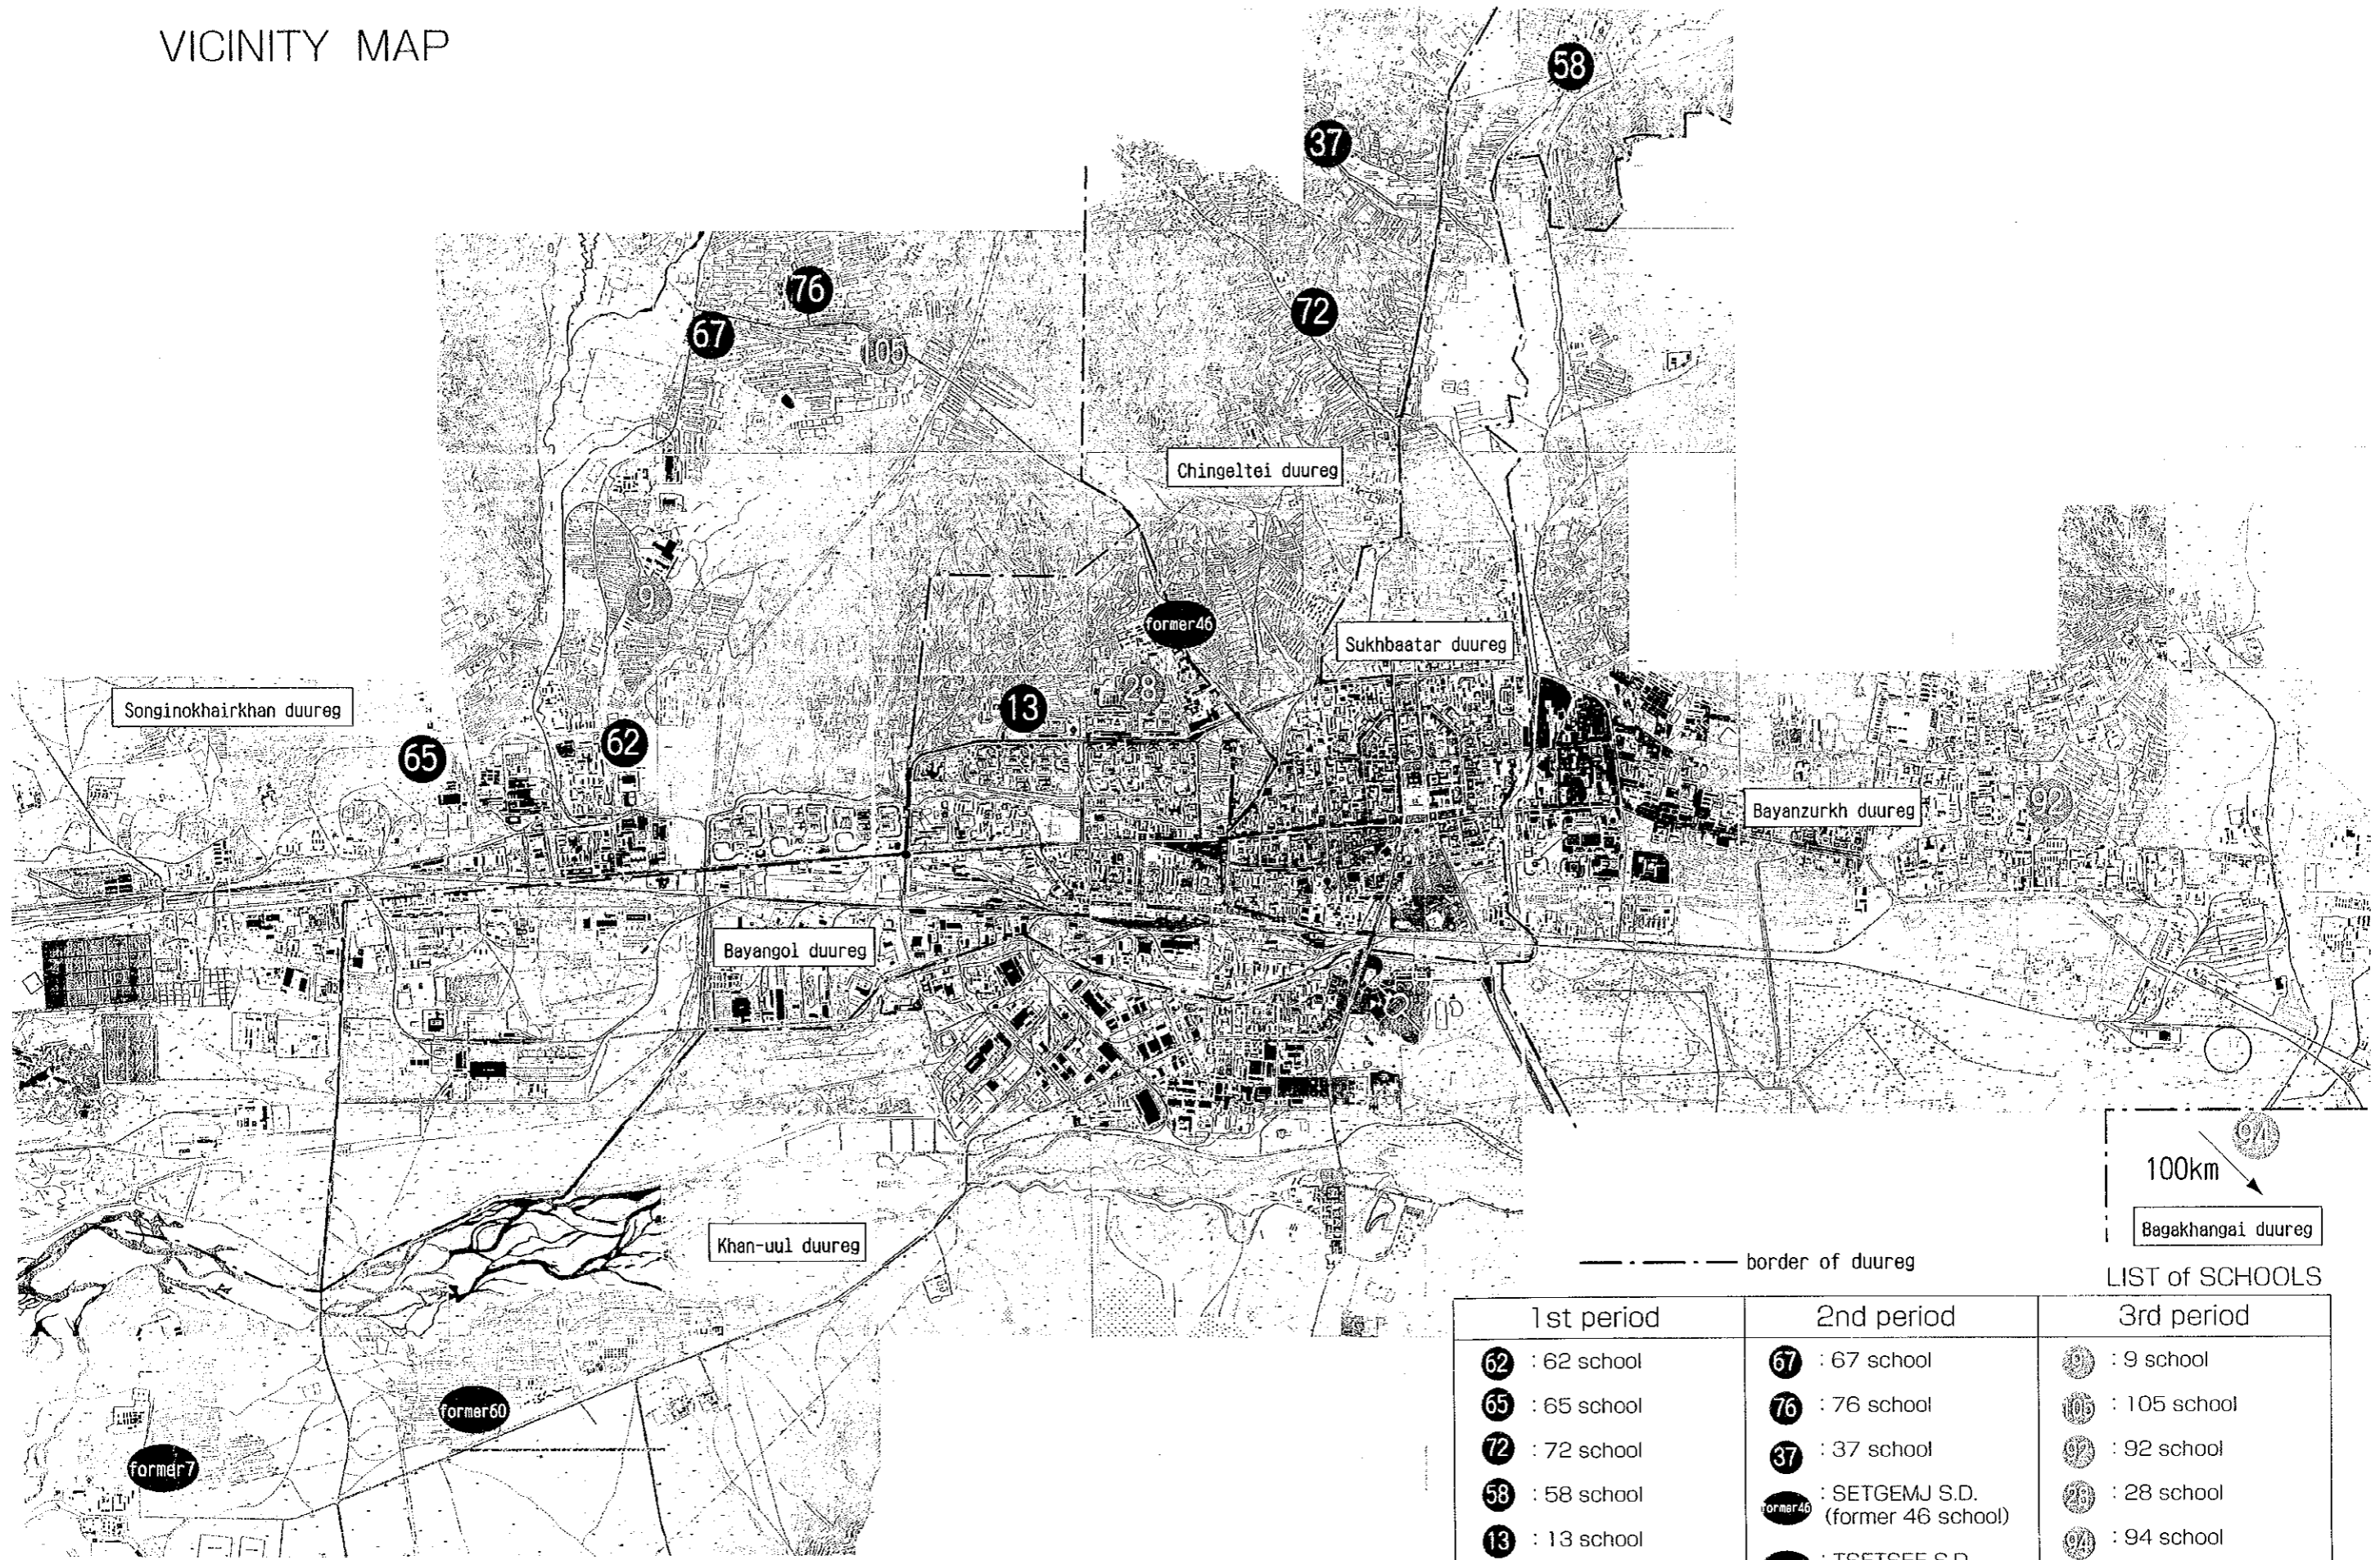 VICINITY MAP
58
37
76
72
67
105
Chingeltei duureg
9
former46
Sukhbaatar duureg
28
Songinokhairkhan duureg
13
62
65
Bayanzurkh duureg
92
Bayangol duureg
94
100km
Bagakhangai duureg
Khan-uul duureg
border of duureg
LIST of SCHOOLS
former60
former7
1st period
62 : 62 school
65 : 65 school
72 : 72 school
58 : 58 school
13 : 13 school
2nd period
67 : 67 school
76 : 76 school
37 : 37 school
former46 : SETGEMJ S.D.
(former 46 school)
: TSETSEE S.D.
3rd period
9 : 9 school
105 : 105 school
92 : 92 school
28 : 28 school
94 : 94 school